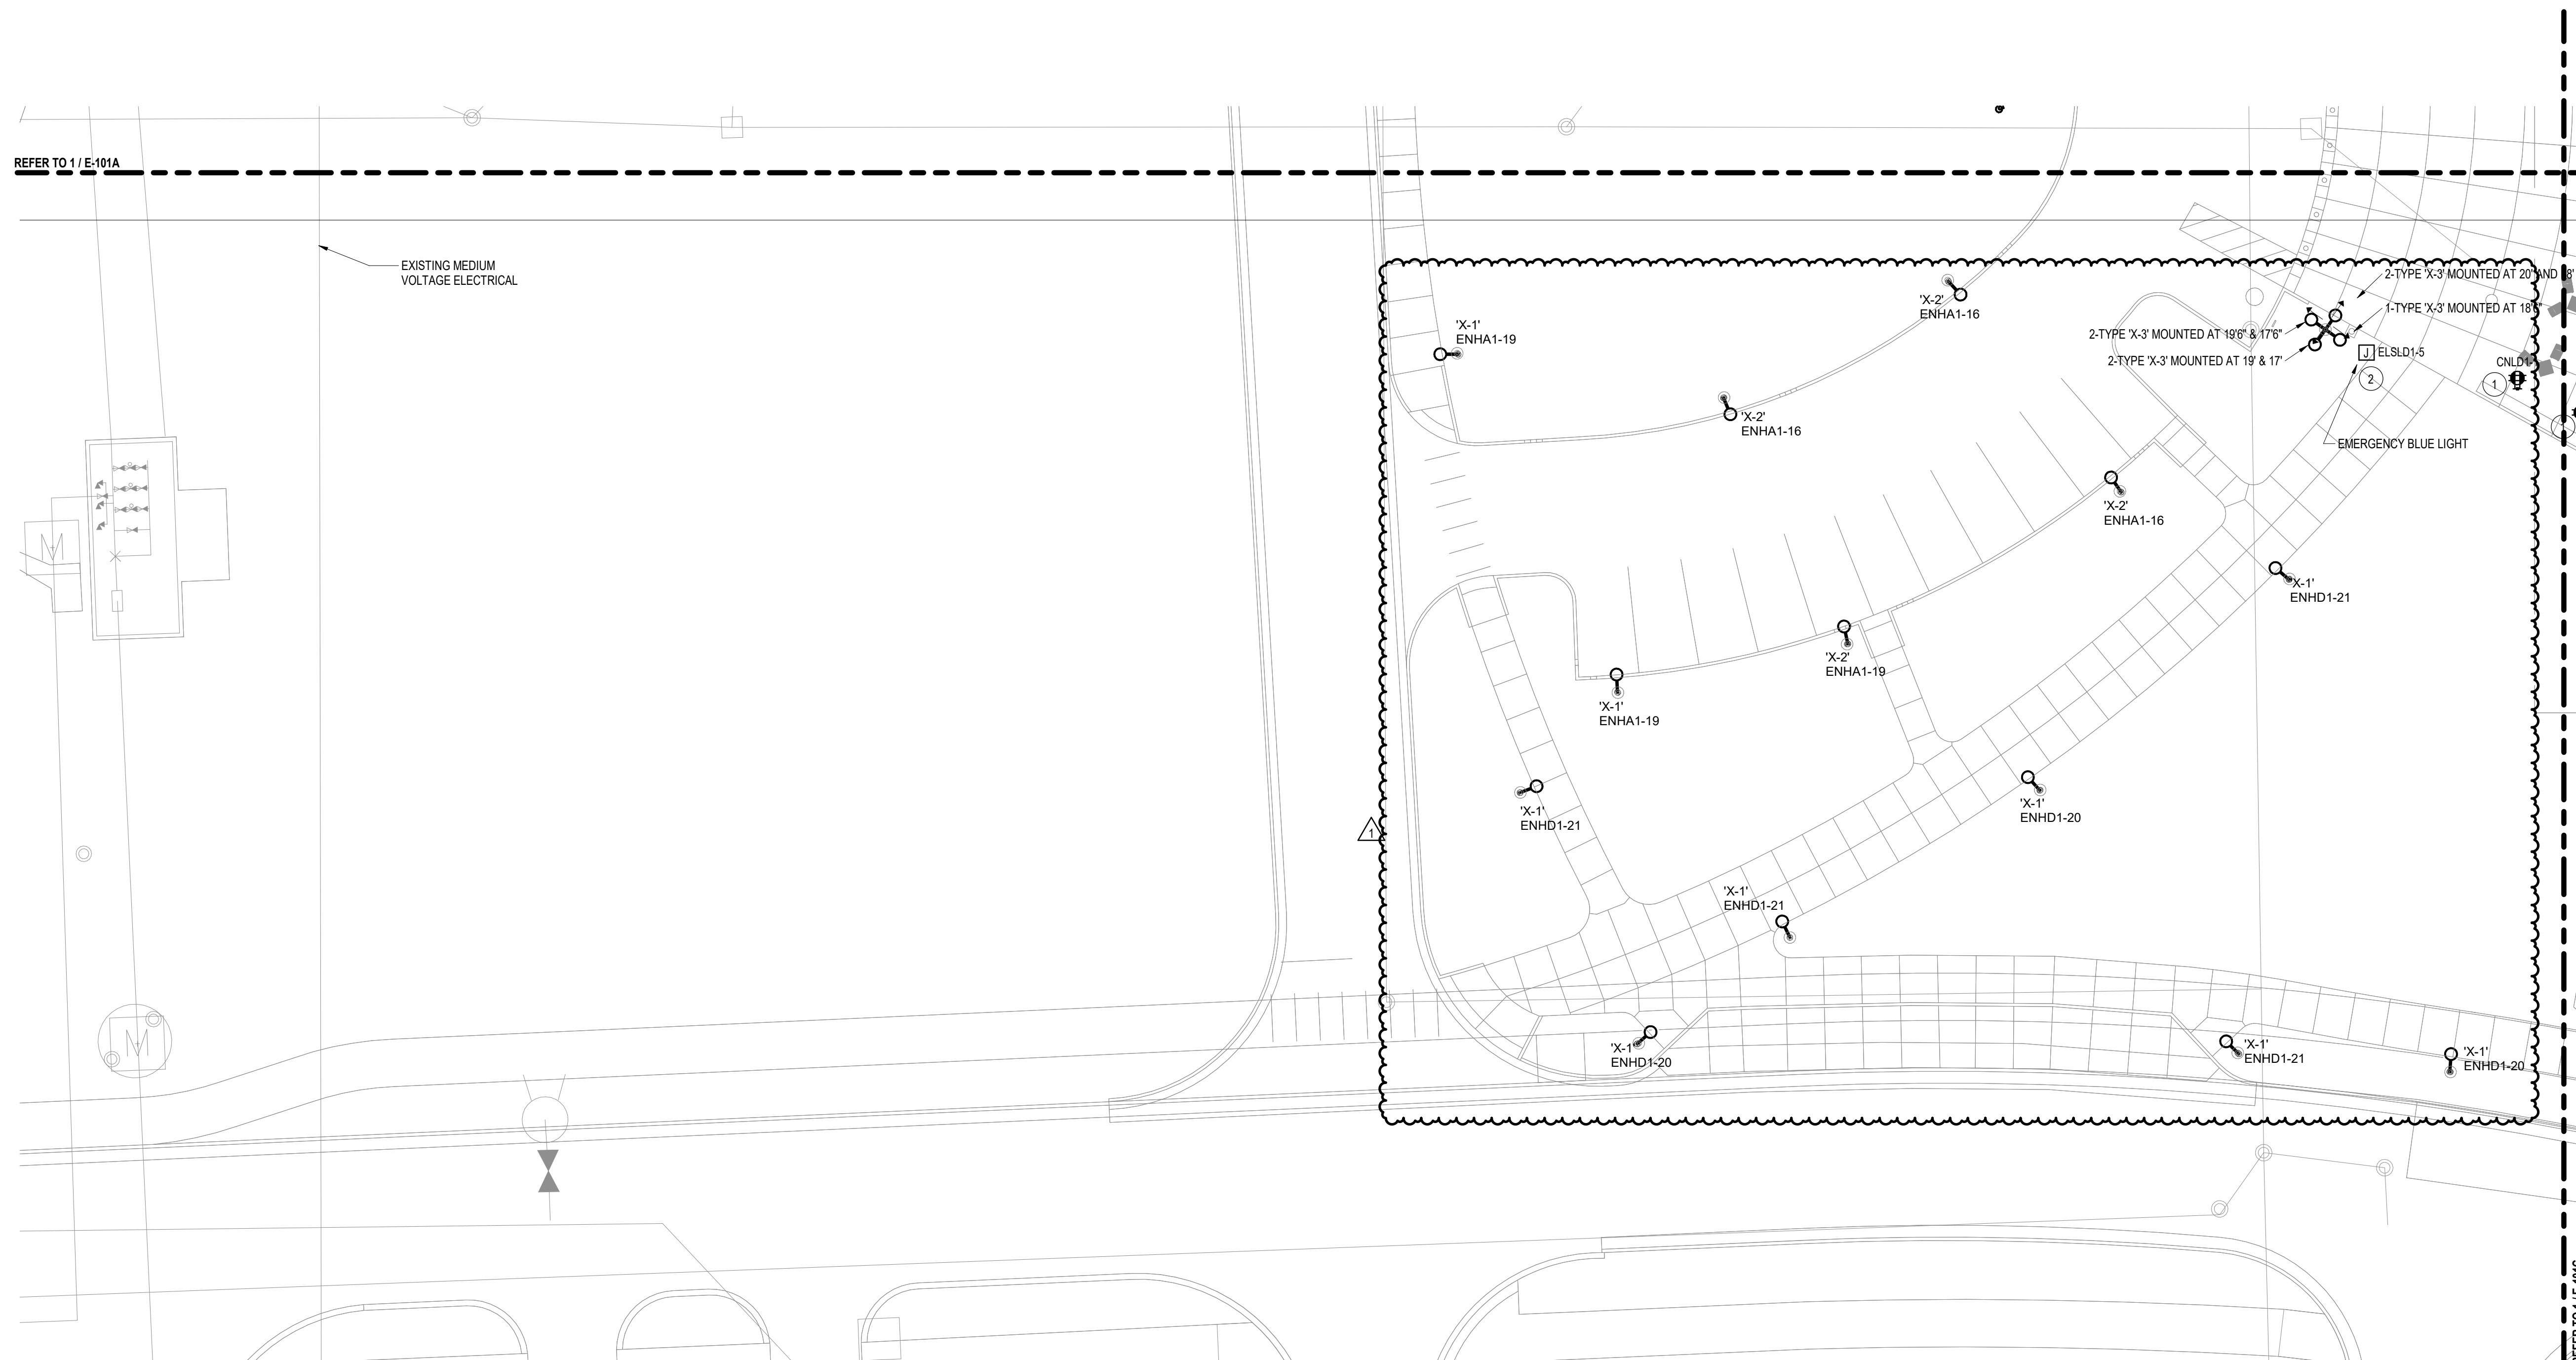 REFER TO 1 / E-101A
EXISTING MEDIUM
VOLTAGE ELECTRICAL
'X-1'
ENHA1-19
'X-2'
ENHA1-16
'X-2'
ENHA1-16
2-TYPE 'X-3' MOUNTED AT 20' AND 18'
1-TYPE 'X-3' MOUNTED AT 18'6"
2-TYPE 'X-3' MOUNTED AT 19'6" & 17'6"
2-TYPE 'X-3' MOUNTED AT 19' & 17'
J
ELSLD1-5
2
CNLD1-
1
EMERGENCY BLUE LIGHT
'X-2'
ENHA1-16
'X-1'
ENHD1-21
'X-2'
ENHA1-19
'X-1'
ENHA1-19
'X-1'
ENHD1-21
'X-1'
ENHD1-20
1
'X-1'
ENHD1-21
'X-1'
ENHD1-20
'X-1'
ENHD1-21
'X-1'
ENHD1-20
M
M